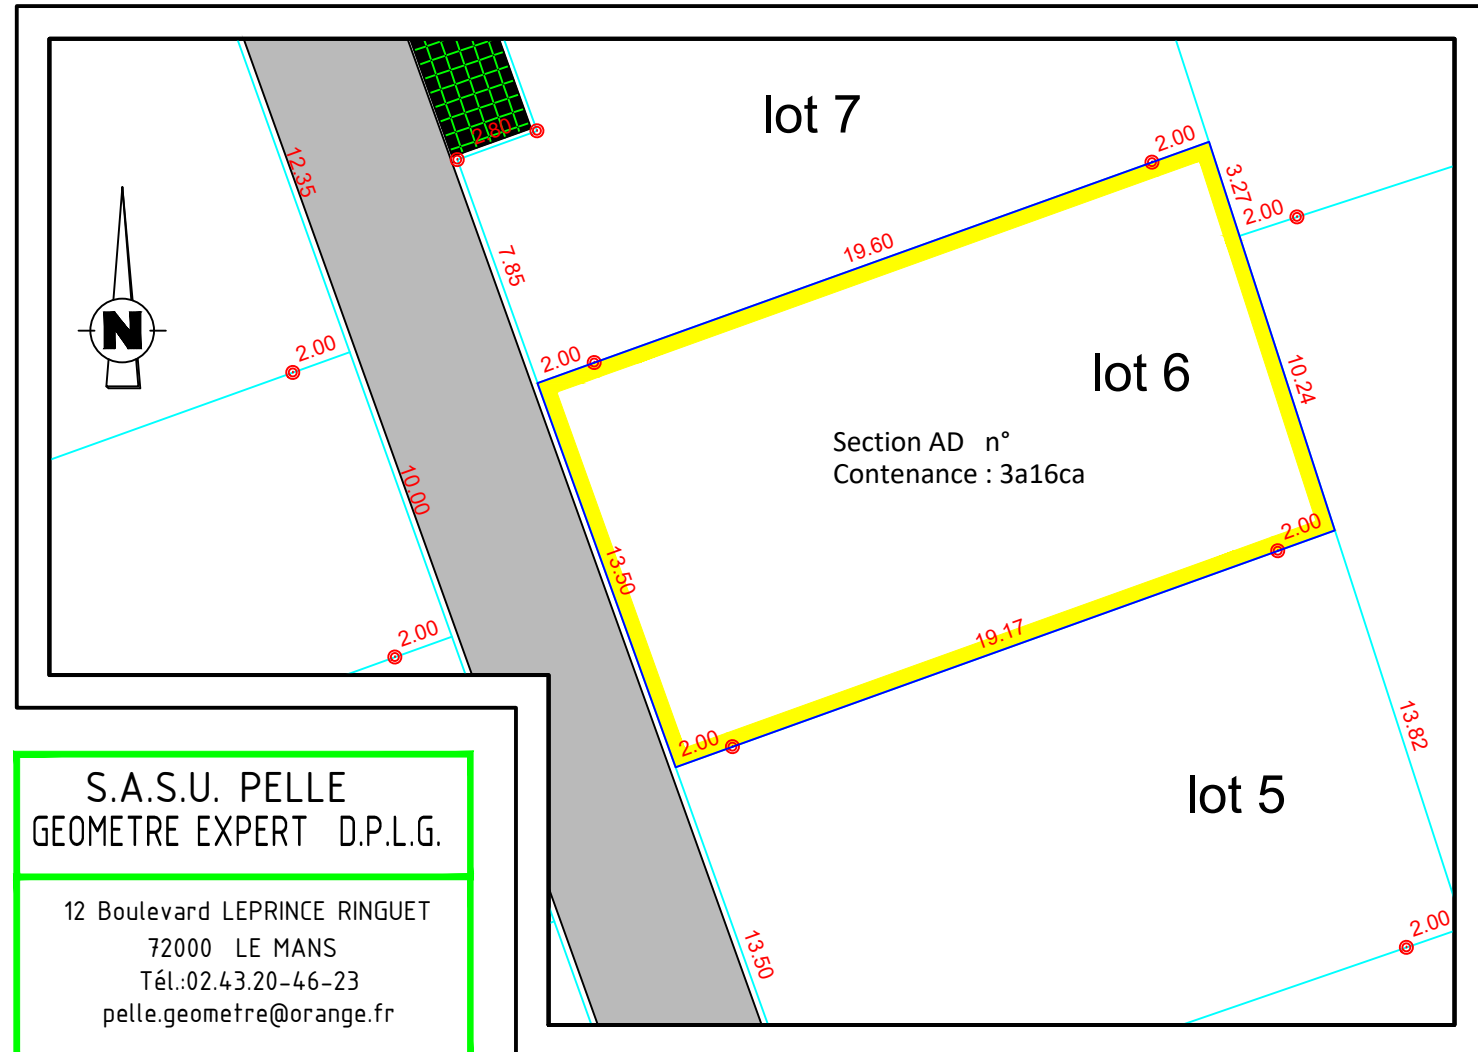 lot 7
2.80
2.00
12.35
3.27
2.00
7.85
19.60
2.00
2.00
N
lot 6
10.24
Section AD n°
Contenance : 3a16ca
10.00
2.00
13.50
2.00
19.17
2.00
13.82
lot 5
2.00
13.50
S.A.S.U. PELLE
GEOMETRE EXPERT D.P.L.G.
12 Boulevard LEPRINCE RINGUET
72000 LE MANS
Tél.:02.43.20-46-23
pelle.geometre@orange.fr